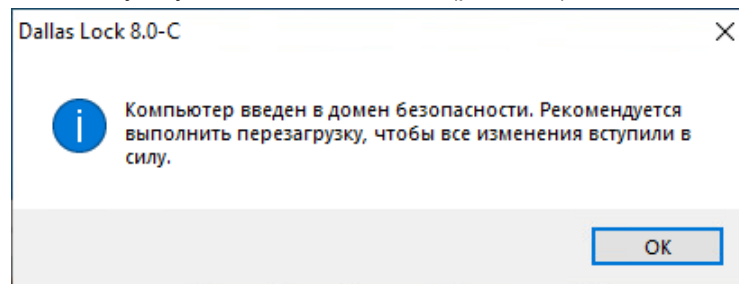 Dallas Lock 8.0-C
Компьютер введен в домен безопасности. Рекомендуется
выполнить перезагрузку, чтобы все изменения вступили в
силу.
OK